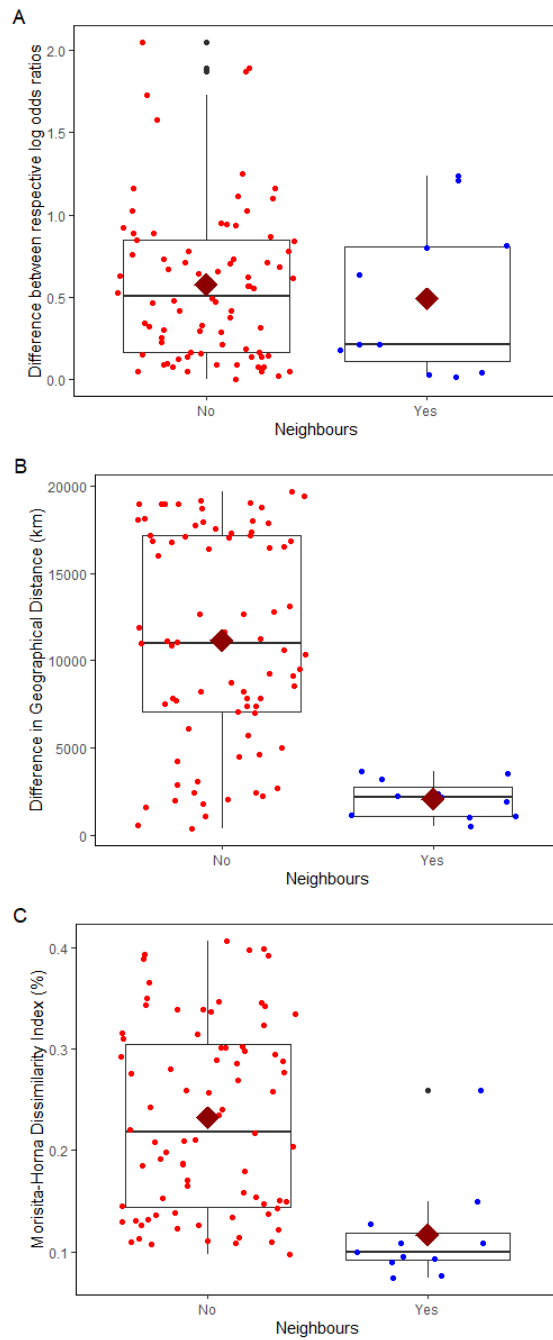 A
Difference between respective log odds ratios
2.0
1.5
1.0
0.5
0.0
No
Yes
Neighbours
B
Difference in Geographical Distance (km)
20000
15000
10000
5000
0
No
Yes
Neighbours
C
Morisita-Horna Dissimilarity Index (%)
0.4
0.3
0.2
0.1
No
Yes
Neighbours